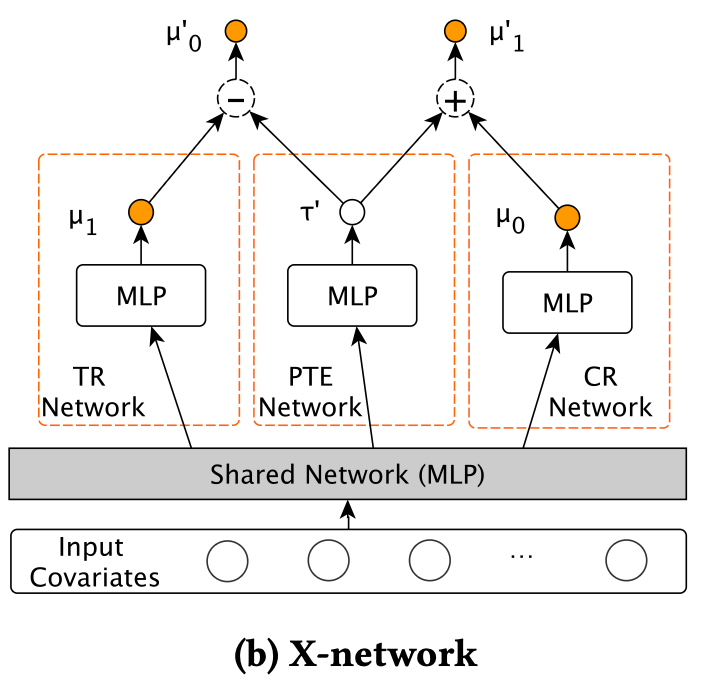 μ'0
μ'1
−
+
μ1
τ'
μ0
MLP
MLP
MLP
TR
Network
PTE
Network
CR
Network
Shared Network (MLP)
Input
Covariates
...
(b) X-network